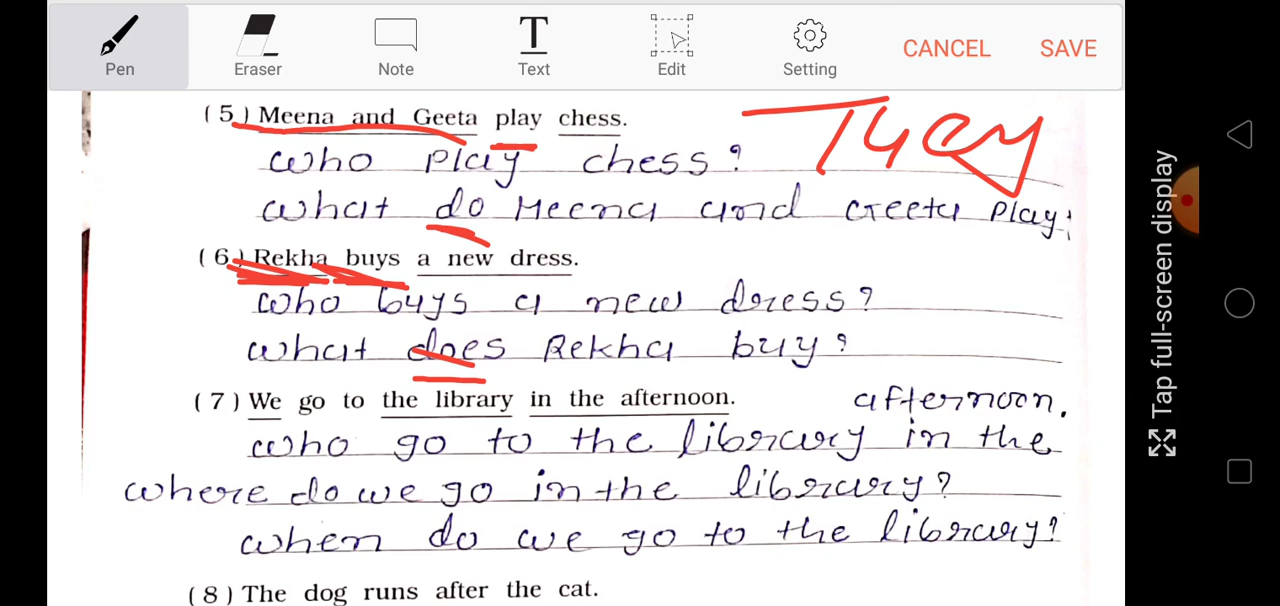 Pen Eraser Note Text Edit Setting CANCEL SAVE
(5) Meena and Geeta play chess.
They
who play chess?
what do Meena and Geeta play?
(6) Rekha buys a new dress.
who buys a new dress?
what does Rekha buy?
(7) We go to the library in the afternoon.
afternoon.
who go to the library in the
where do we go in the library?
when do we go to the library?
(8) The dog runs after the cat.
Tap full-screen display